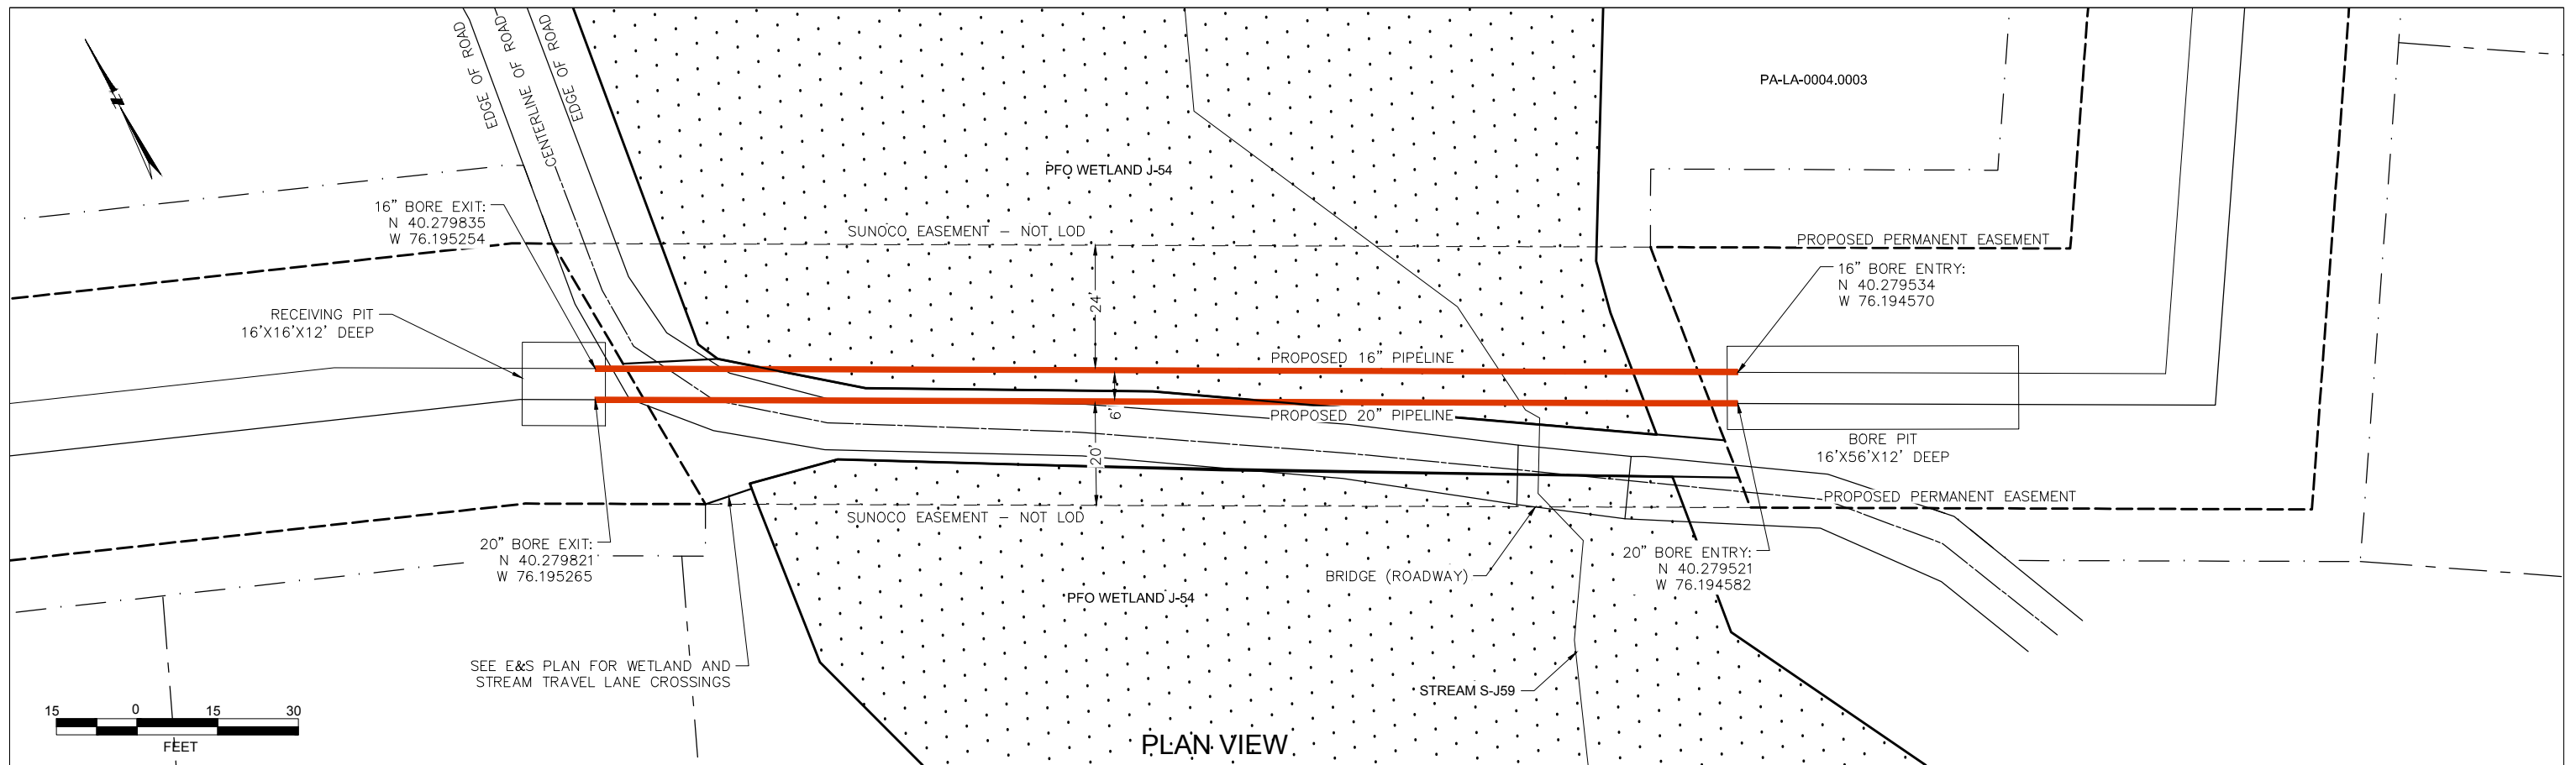 EDGE OF ROAD
CENTERLINE OF ROAD
EDGE OF ROAD
PA-LA-0004.0003
PFO WETLAND J-54
16" BORE EXIT:
N 40.279835
W 76.195254
SUNOCO EASEMENT – NOT LOD
PROPOSED PERMANENT EASEMENT
16" BORE ENTRY:
N 40.279534
W 76.194570
24'
RECEIVING PIT
16'X16'X12' DEEP
PROPOSED 16" PIPELINE
6'
PROPOSED 20" PIPELINE
BORE PIT
16'X56'X12' DEEP
20'
PROPOSED PERMANENT EASEMENT
SUNOCO EASEMENT – NOT LOD
20" BORE EXIT:
N 40.279821
W 76.195265
20" BORE ENTRY:
N 40.279521
W 76.194582
BRIDGE (ROADWAY)
PFO WETLAND J-54
SEE E&S PLAN FOR WETLAND AND
STREAM TRAVEL LANE CROSSINGS
STREAM S-J59
15 0 15 30
FEET
PLAN VIEW